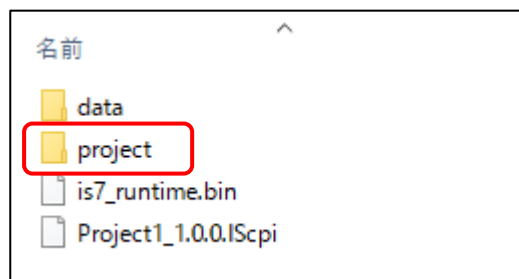 名前
data
project
is7_runtime.bin
Project1_1.0.0.IScpi